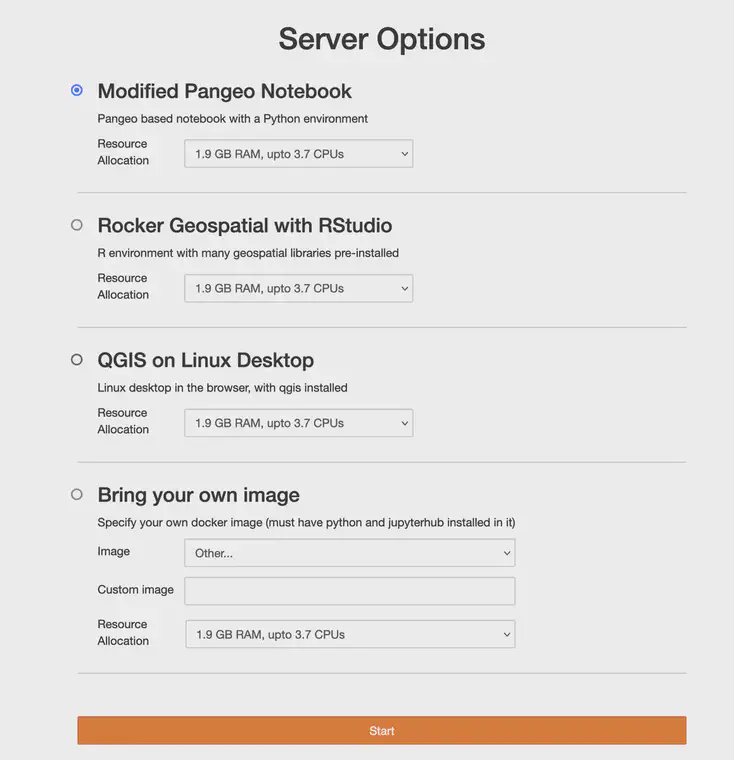 Server Options
Modified Pangeo Notebook
Pangeo based notebook with a Python environment
Resource
Allocation
1.9 GB RAM, upto 3.7 CPUs
Rocker Geospatial with RStudio
R environment with many geospatial libraries pre-installed
Resource
Allocation
1.9 GB RAM, upto 3.7 CPUs
QGIS on Linux Desktop
Linux desktop in the browser, with qgis installed
Resource
Allocation
1.9 GB RAM, upto 3.7 CPUs
Bring your own image
Specify your own docker image (must have python and jupyterhub installed in it)
Image
Other...
Custom image
Resource
Allocation
1.9 GB RAM, upto 3.7 CPUs
Start